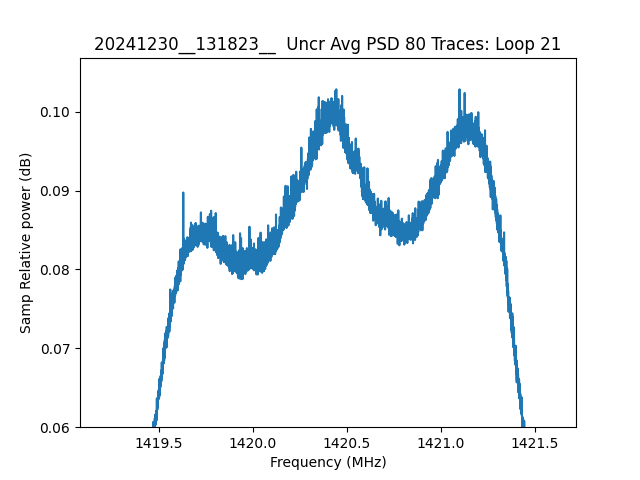 20241230__131823__  Uncr Avg PSD 80 Traces: Loop 21
0.10
0.09
0.08
0.07
0.06
Samp Relative power (dB)
1419.5 1420.0 1420.5 1421.0 1421.5
Frequency (MHz)